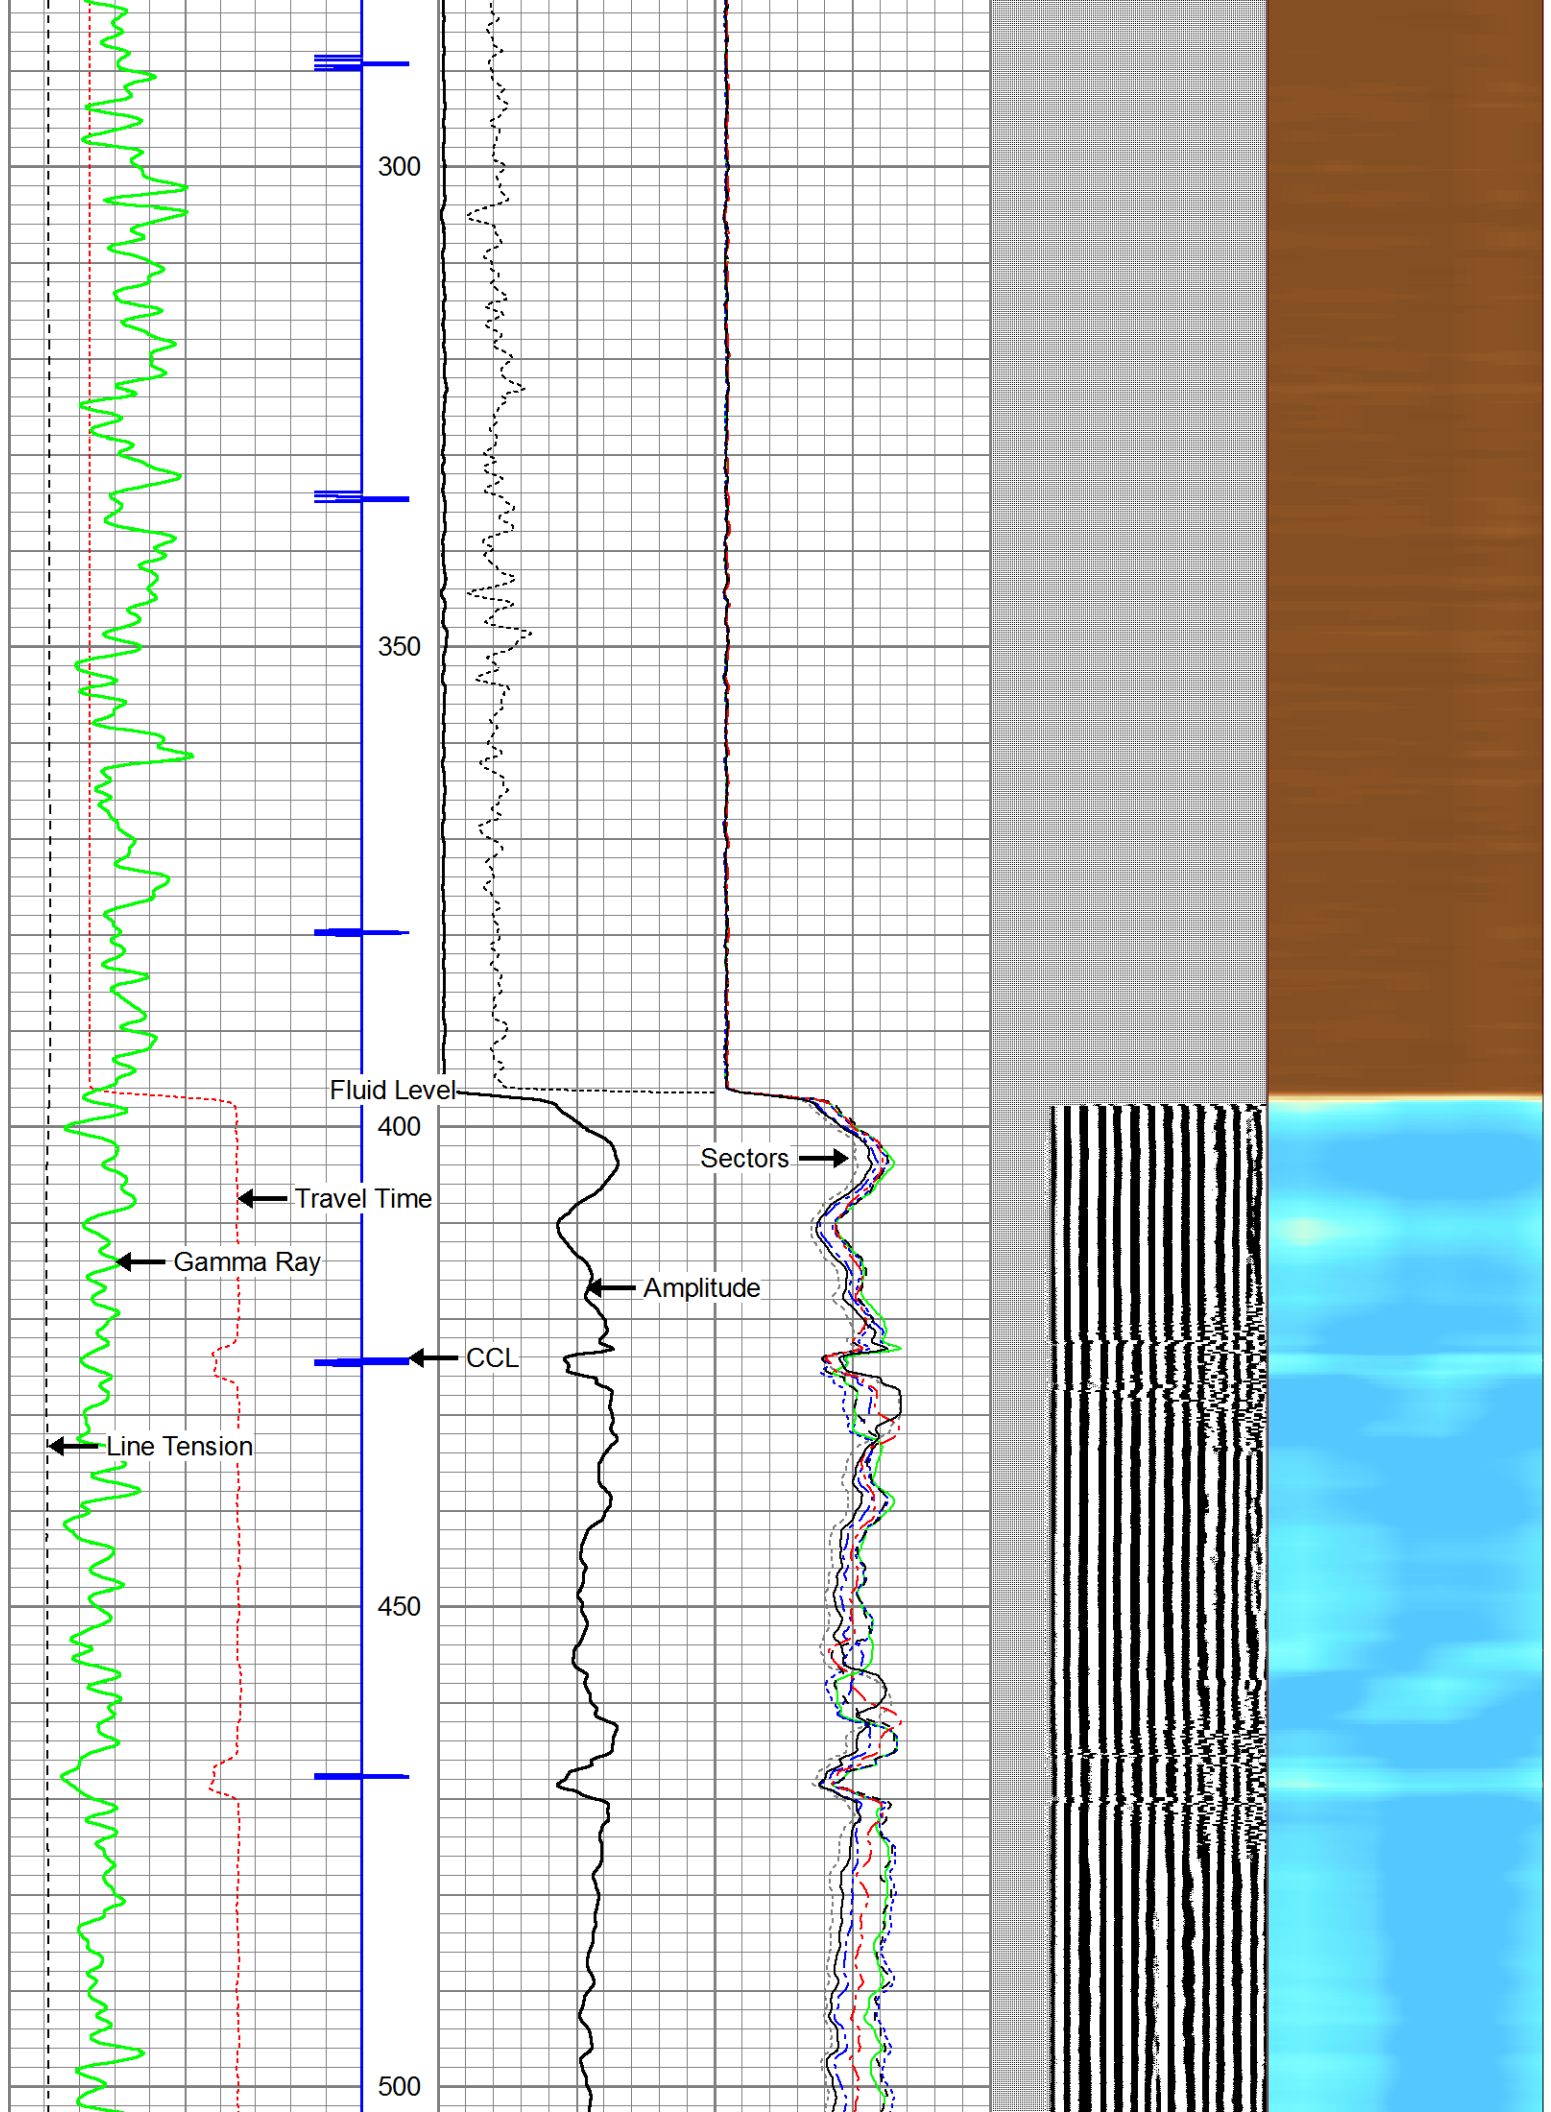 300
350
Fluid Level
400
Sectors
Travel Time
Gamma Ray
Amplitude
CCL
Line Tension
450
500